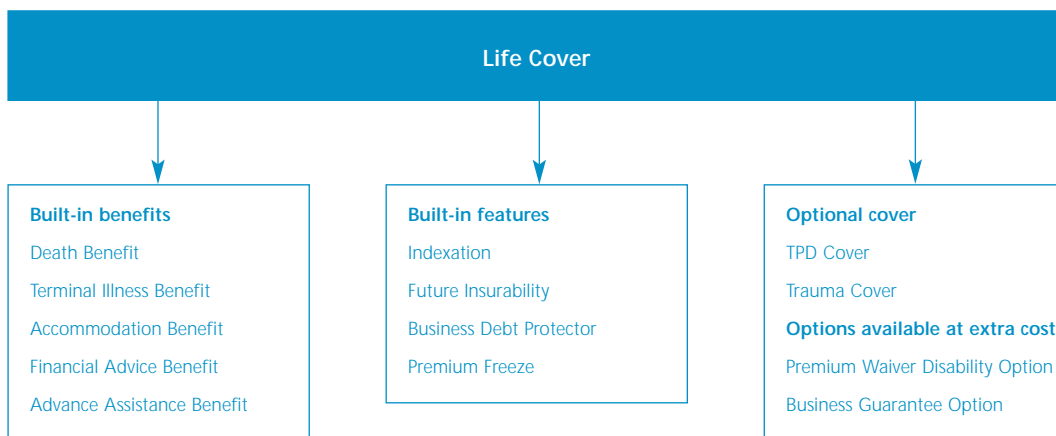 Life Cover
Built-in benefits
Death Benefit
Terminal Illness Benefit
Accommodation Benefit
Financial Advice Benefit
Advance Assistance Benefit
Built-in features
Indexation
Future Insurability
Business Debt Protector
Premium Freeze
Optional cover
TPD Cover
Trauma Cover
Options available at extra cost
Premium Waiver Disability Option
Business Guarantee Option